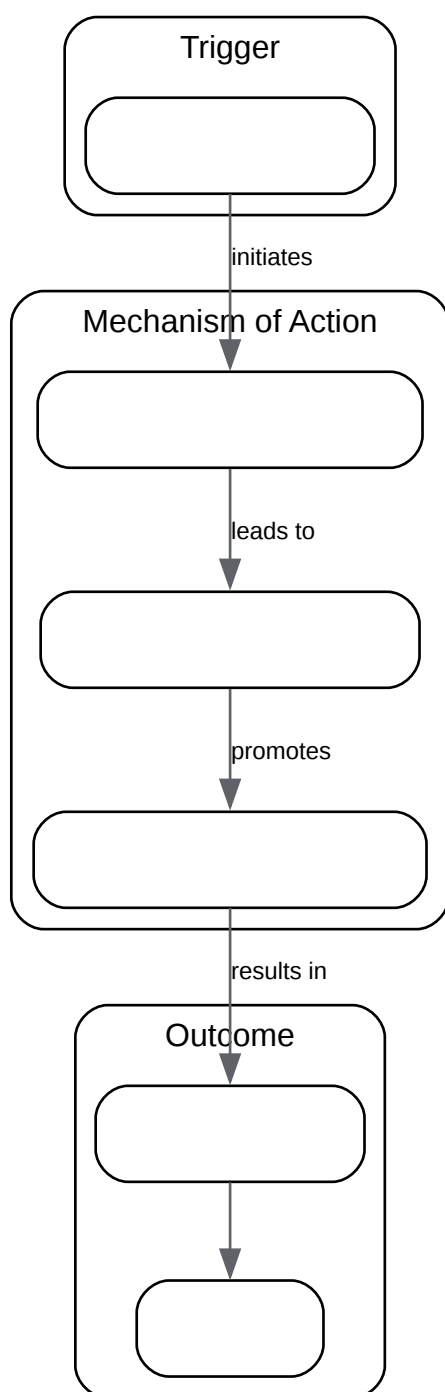 Trigger
initiates
Mechanism of Action
leads to
promotes
results in
Outcome